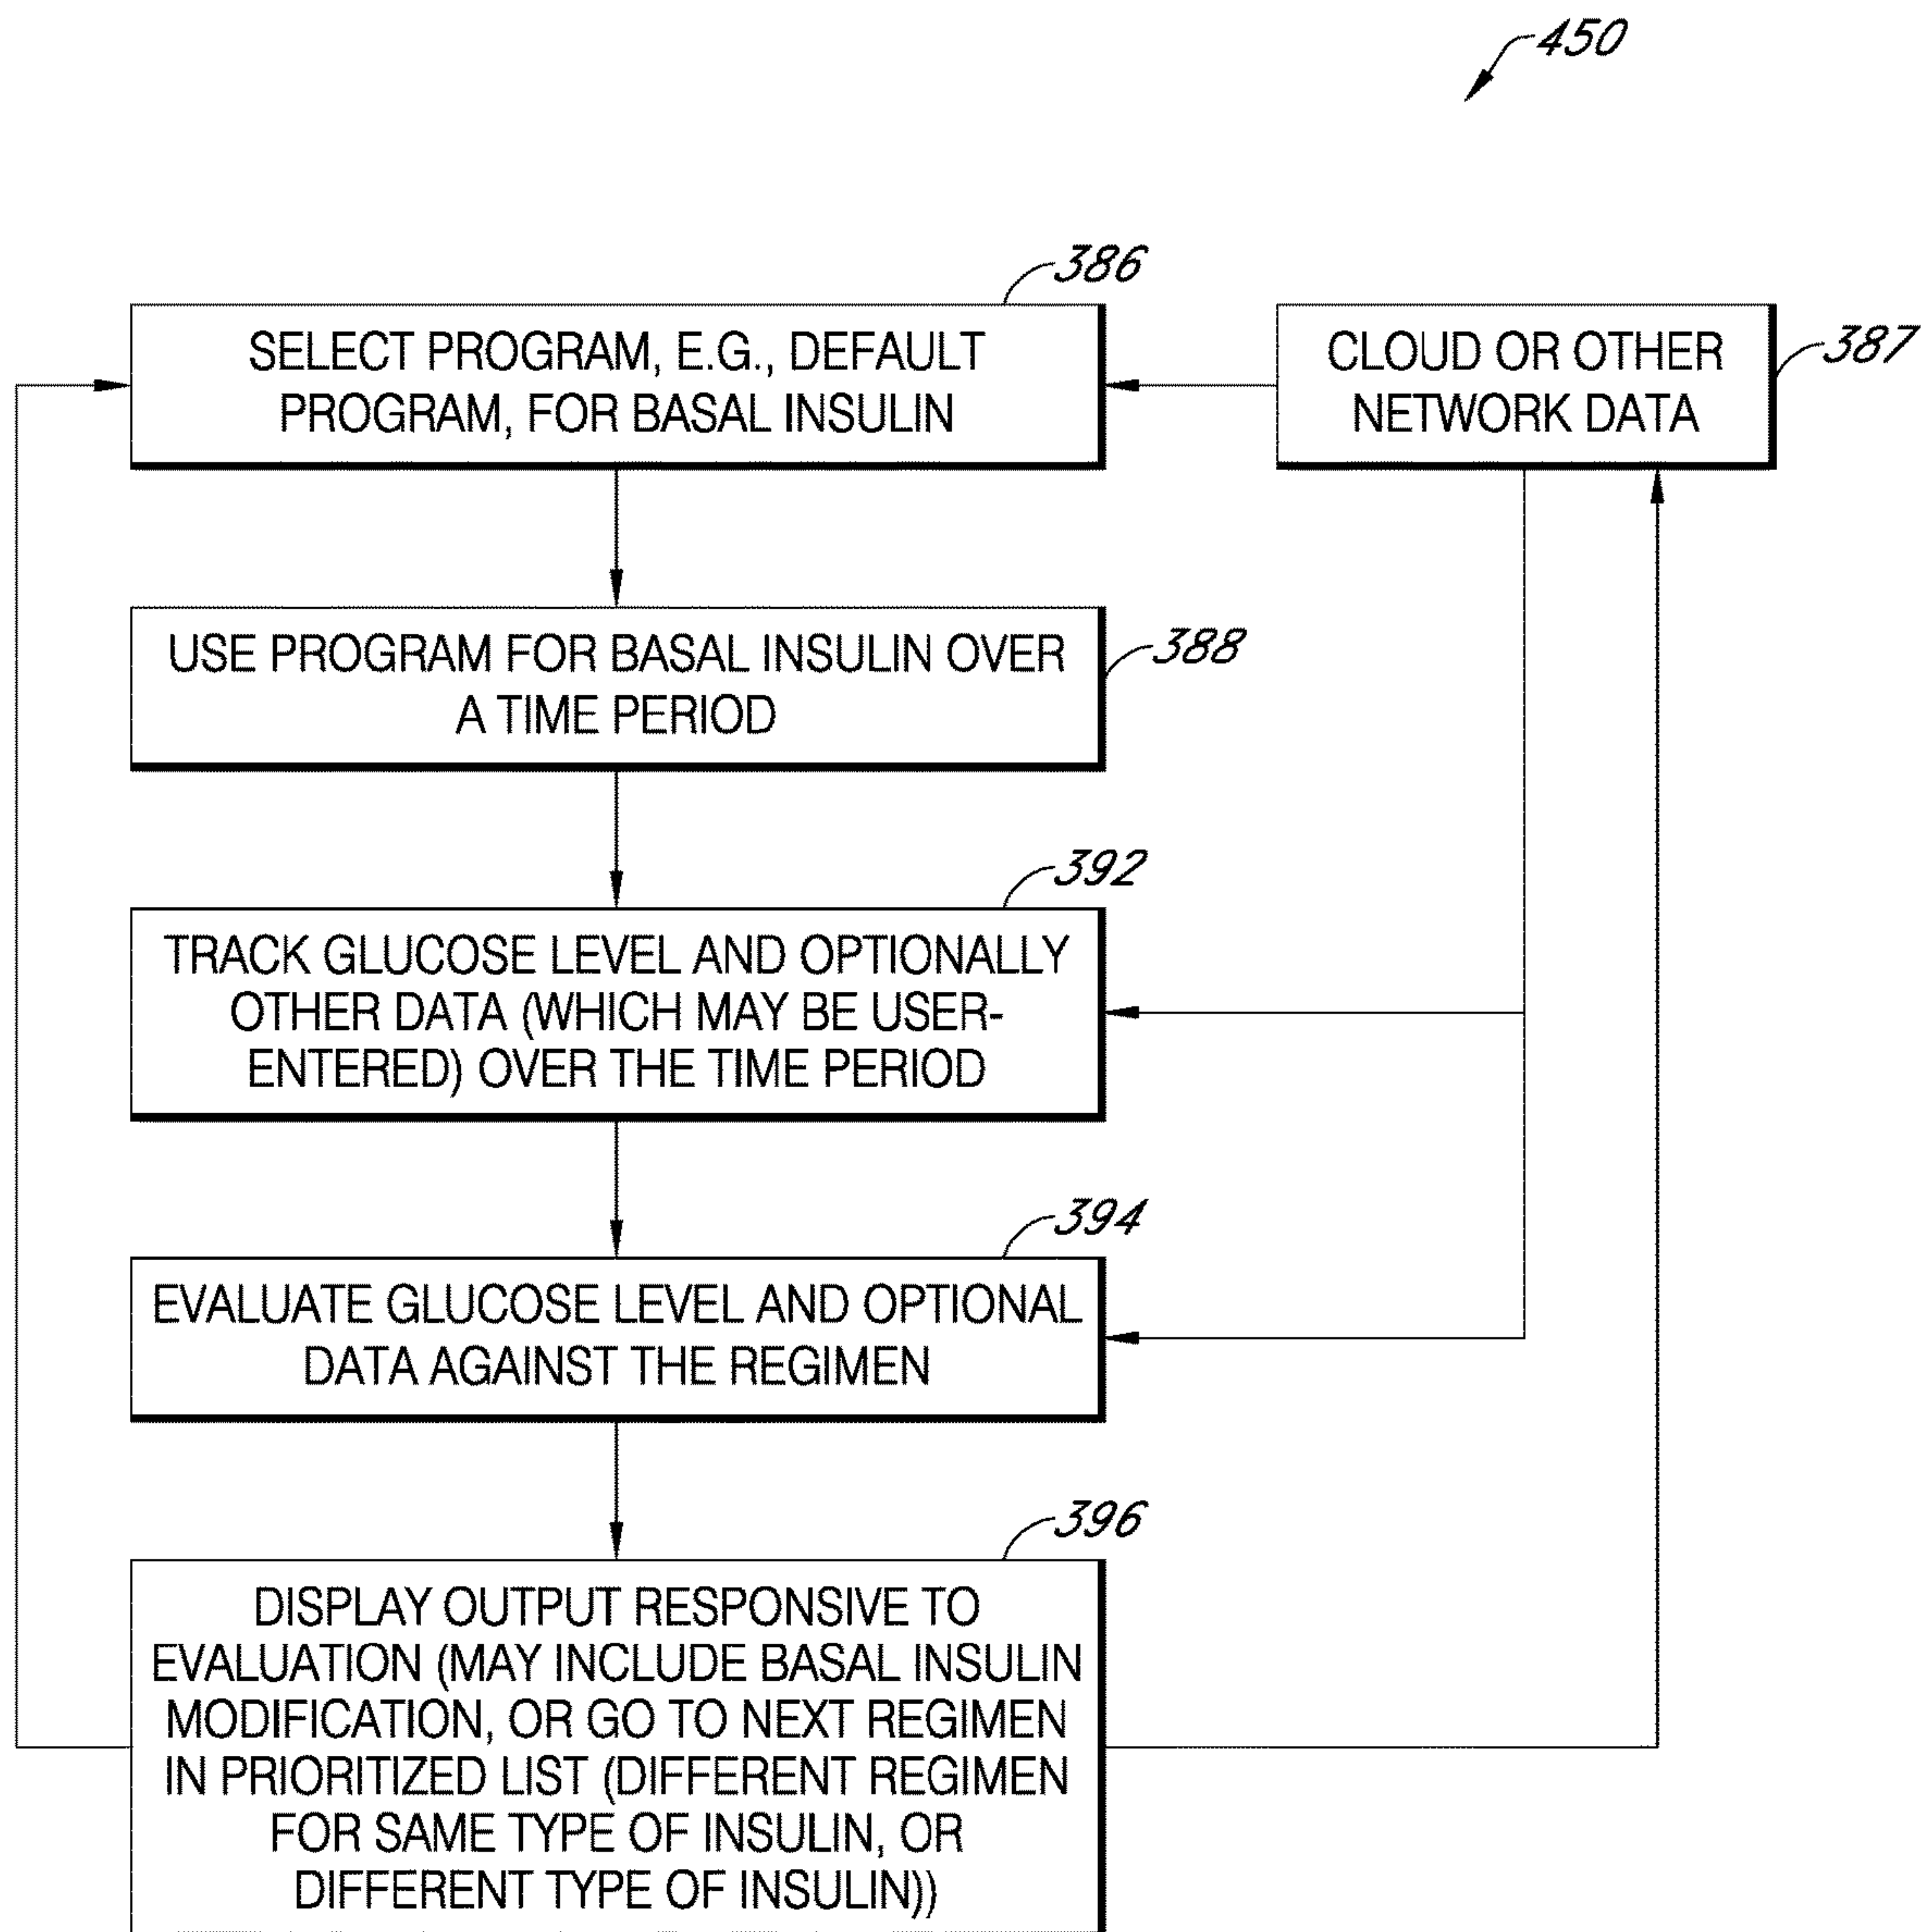 450
386
SELECT PROGRAM, E.G., DEFAULT
PROGRAM, FOR BASAL INSULIN
CLOUD OR OTHER
NETWORK DATA
387
USE PROGRAM FOR BASAL INSULIN OVER
A TIME PERIOD
388
392
TRACK GLUCOSE LEVEL AND OPTIONALLY
OTHER DATA (WHICH MAY BE USER-
ENTERED) OVER THE TIME PERIOD
394
EVALUATE GLUCOSE LEVEL AND OPTIONAL
DATA AGAINST THE REGIMEN
396
DISPLAY OUTPUT RESPONSIVE TO
EVALUATION (MAY INCLUDE BASAL INSULIN
MODIFICATION, OR GO TO NEXT REGIMEN
IN PRIORITIZED LIST (DIFFERENT REGIMEN
FOR SAME TYPE OF INSULIN, OR
DIFFERENT TYPE OF INSULIN))